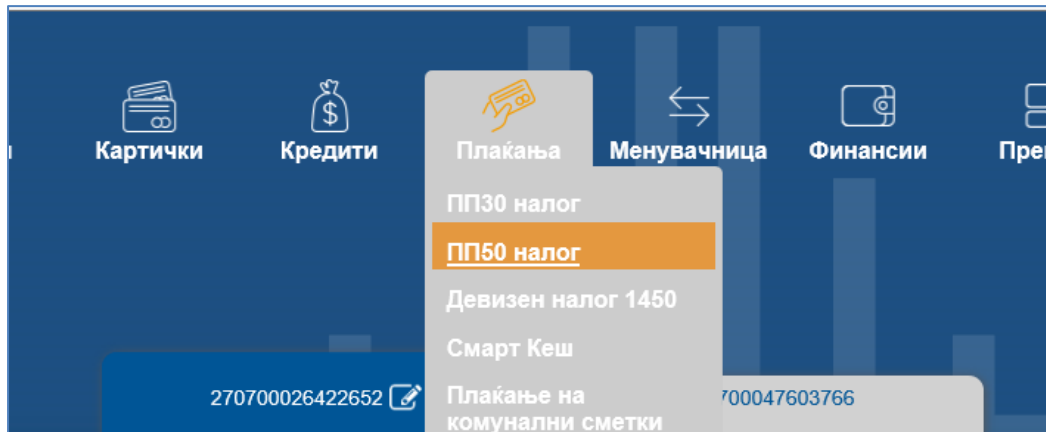 Картички
Кредити
Плаќања
Менувачница
Финансии
ПП30 налог
ПП50 налог
Девизен налог 1450
Смарт Кеш
Плаќање на
комунални сметки
270700026422652
700047603766